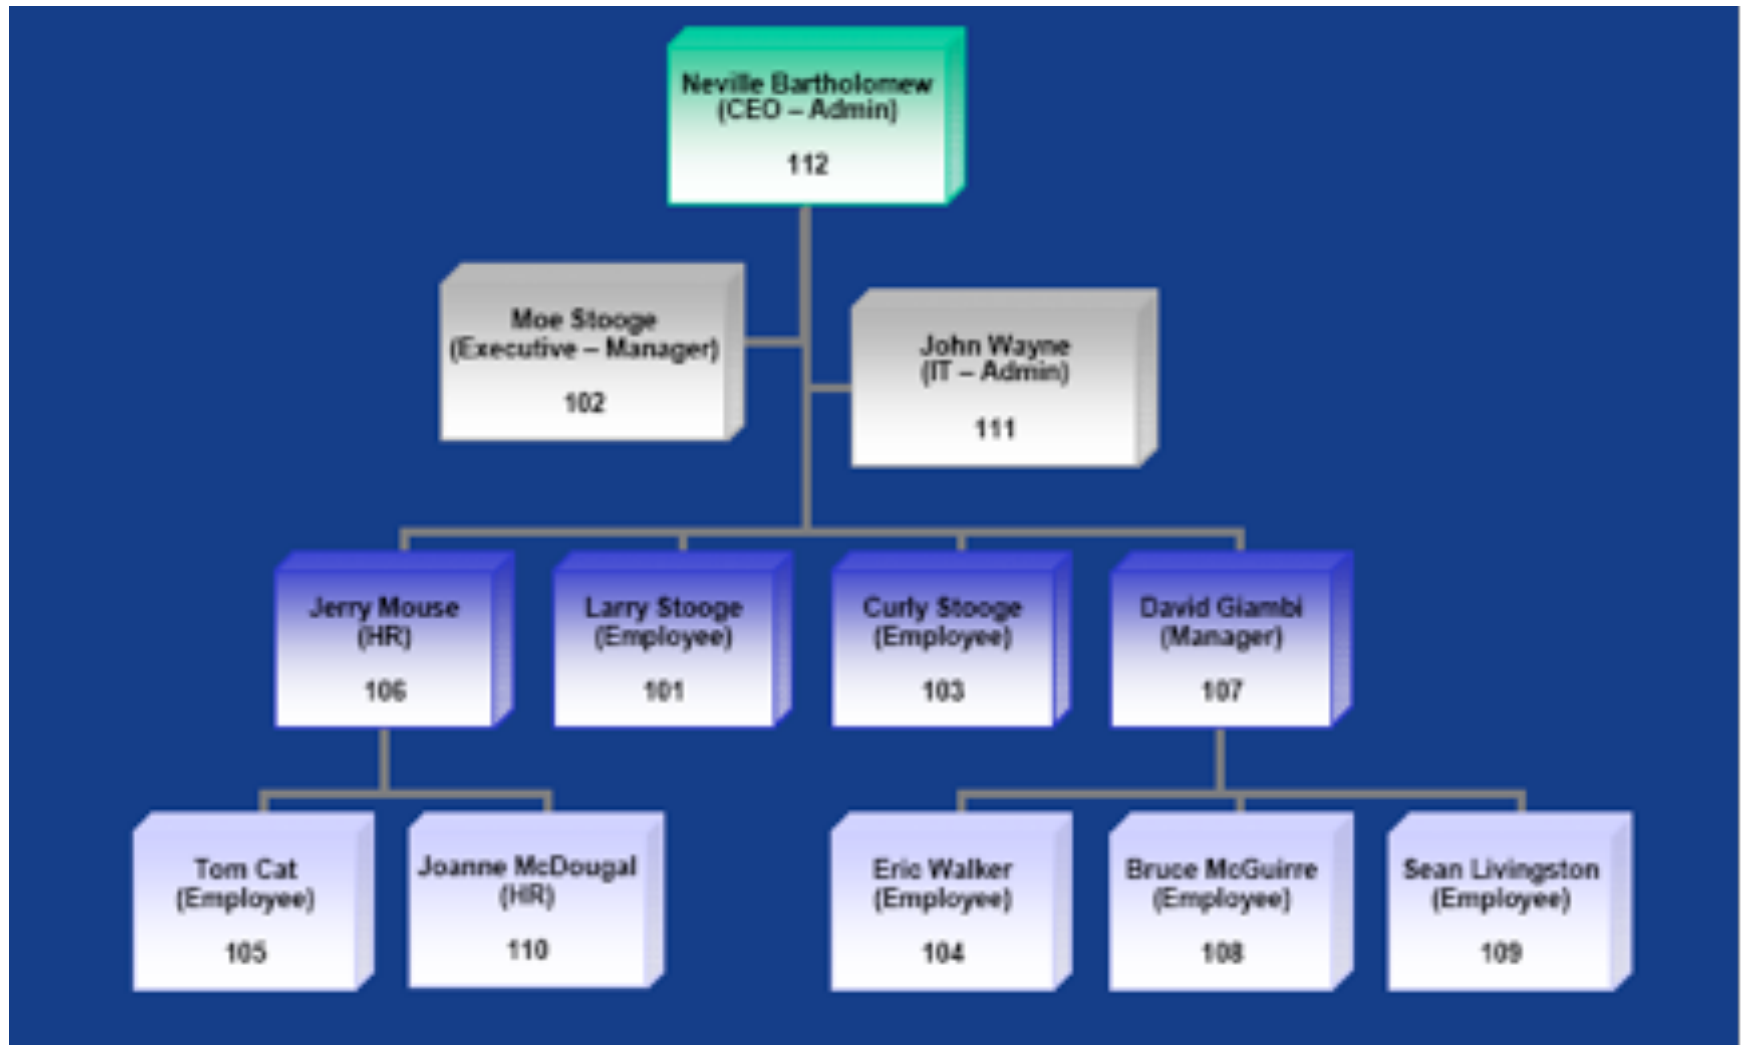 Neville Bartholomew
(CEO – Admin)
112
Moe Stooge
(Executive – Manager)
102
John Wayne
(IT – Admin)
111
Jerry Mouse
(HR)
106
Larry Stooge
(Employee)
101
Curly Stooge
(Employee)
103
David Giambi
(Manager)
107
Tom Cat
(Employee)
105
Joanne McDougal
(HR)
110
Eric Walker
(Employee)
104
Bruce McGuirre
(Employee)
108
Sean Livingston
(Employee)
109